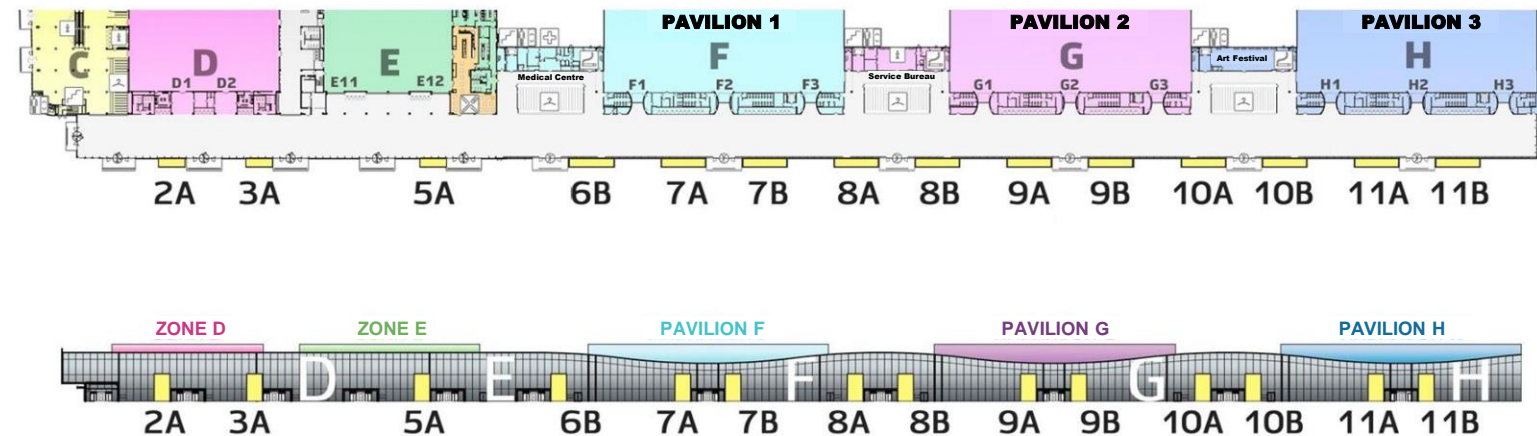 PAVILION 1 PAVILION 2 PAVILION 3
C D E F G H
Medical Centre Service Bureau Art Festival
D1 D2 E11 E12 F1 F2 F3 G1 G2 G3 H1 H2 H3
2A 3A 5A 6B 7A 7B 8A 8B 9A 9B 10A 10B 11A 11B
ZONE D ZONE E PAVILION F PAVILION G PAVILION H
D E F G H
2A 3A 5A 6B 7A 7B 8A 8B 9A 9B 10A 10B 11A 11B